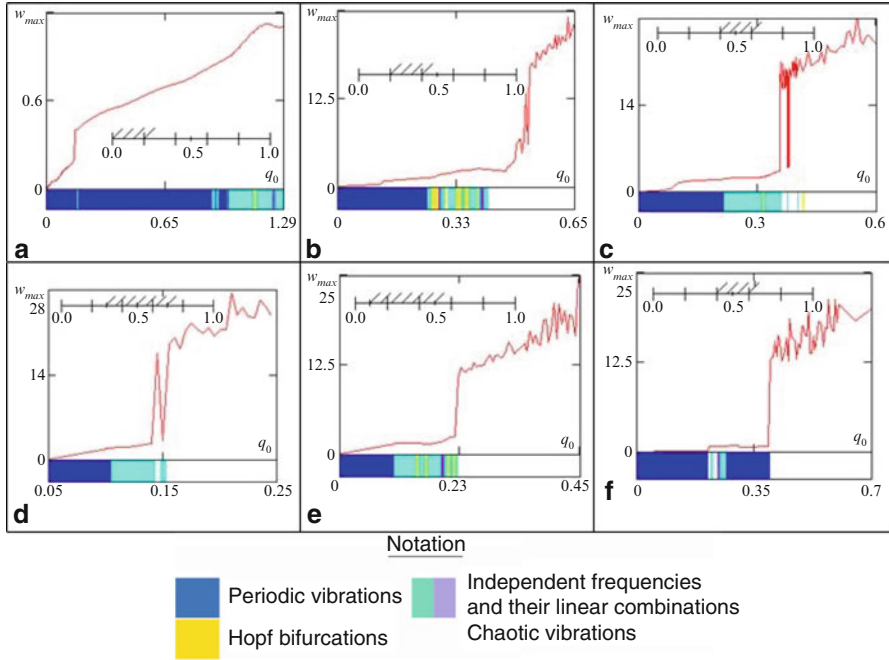 w_max
0.6
0.0 0.5 1.0
q_0
0
0 0.65 1.29
a
w_max
0.0 0.5 1.0
12.5
q_0
0
0 0.33 0.65
b
w_max
0.0 0.5 1.0
14
q_0
0
0 0.3 0.6
c
w_max
28
0.0 0.5 1.0
14
q_0
0
0.05 0.15 0.25
d
w_max
25
0.0 0.5 1.0
12.5
q_0
0
0 0.23 0.45
e
w_max
25
0.0 0.5 1.0
12.5
q_0
0
0 0.35 0.7
f
Notation
Periodic vibrations
Hopf bifurcations
Independent frequencies
and their linear combinations
Chaotic vibrations